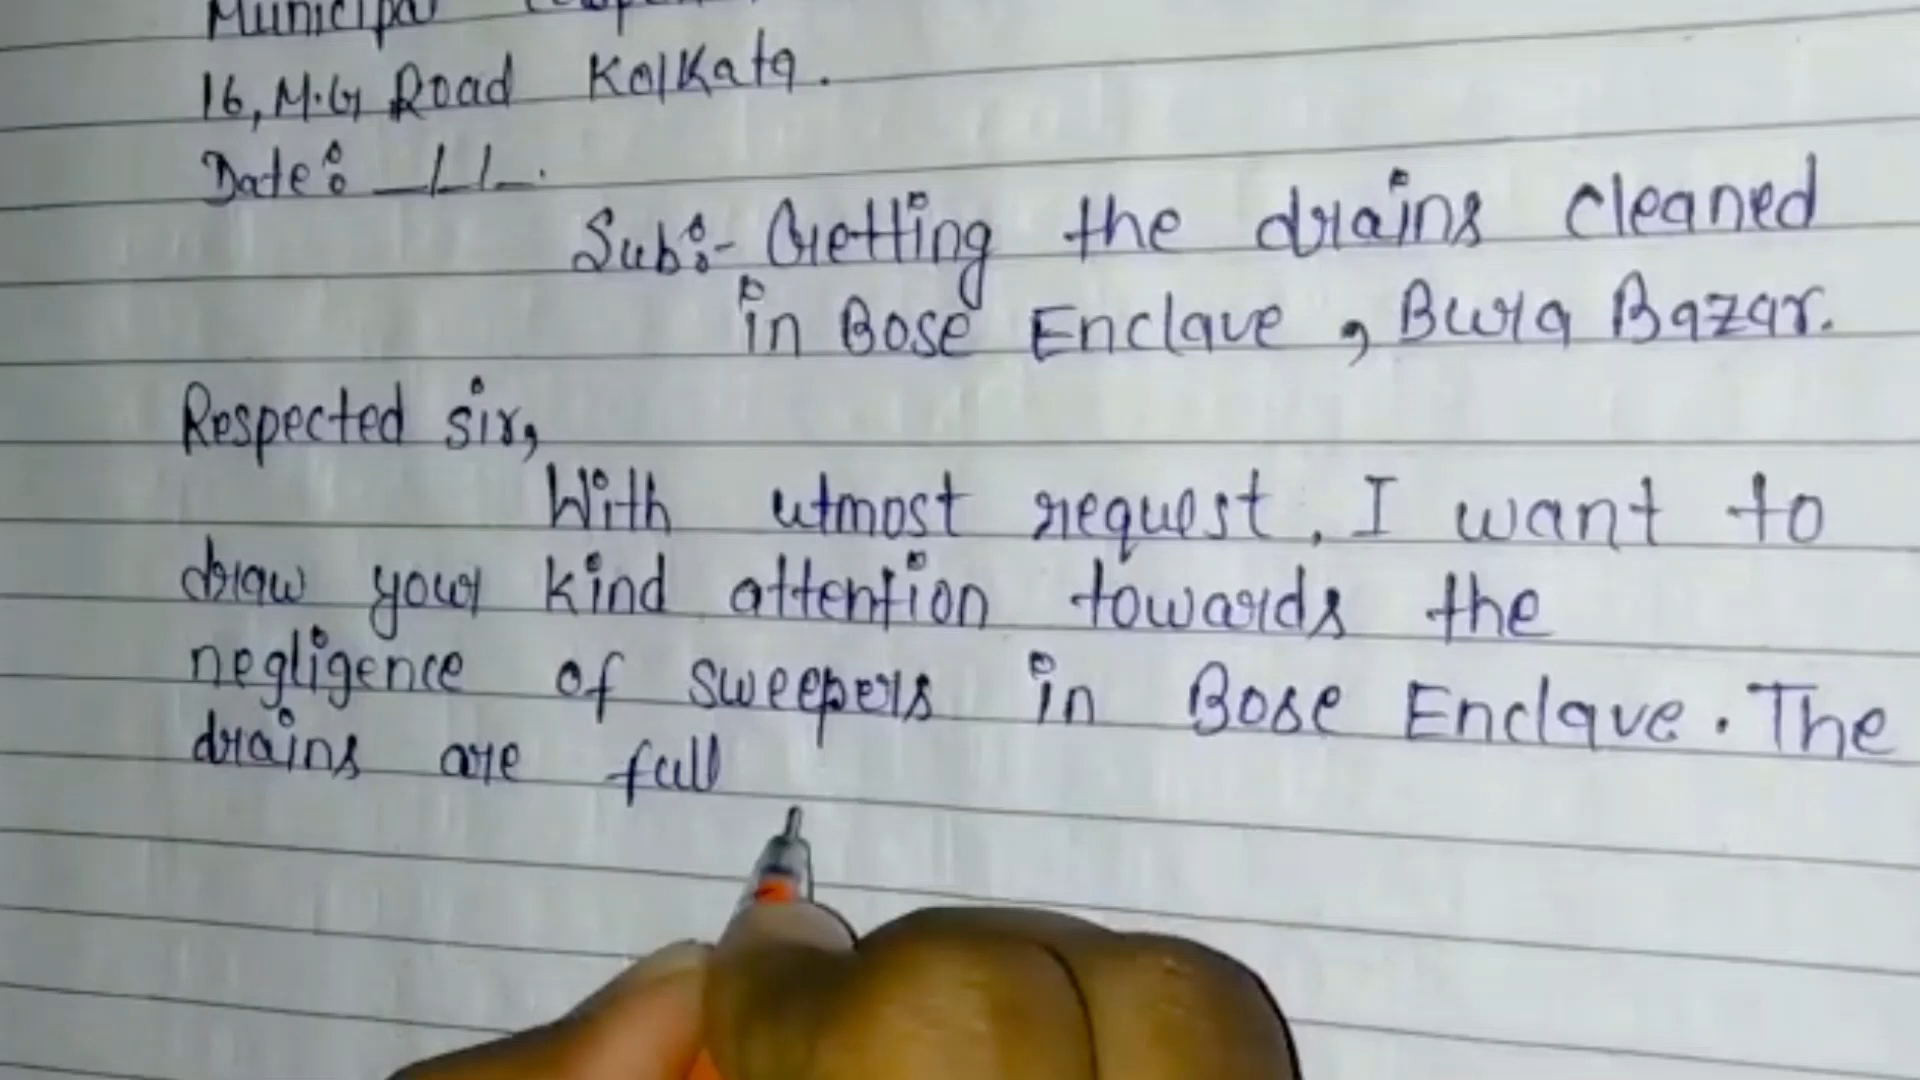 Municipal
16, M.G Road Kolkata.
Date: _/_/_.
Sub:- Getting the drains cleaned
in Bose Enclave, Bura Bazar.
Respected sir,
With utmost request, I want to
draw your kind attention towards the
negligence of sweepers in Bose Enclave. The
drains are full